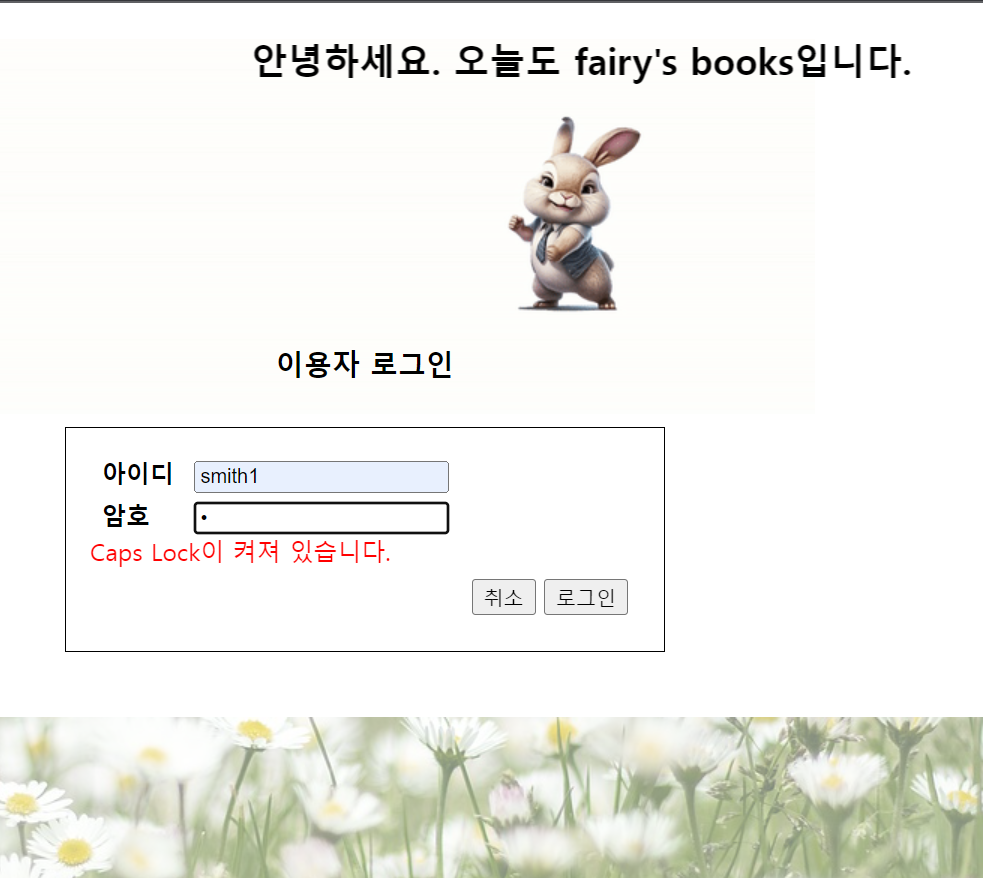 안녕하세요. 오늘도 fairy's books입니다.
이용자 로그인
아이디 smith1
암호 •
Caps Lock이 켜져 있습니다.
취소 로그인